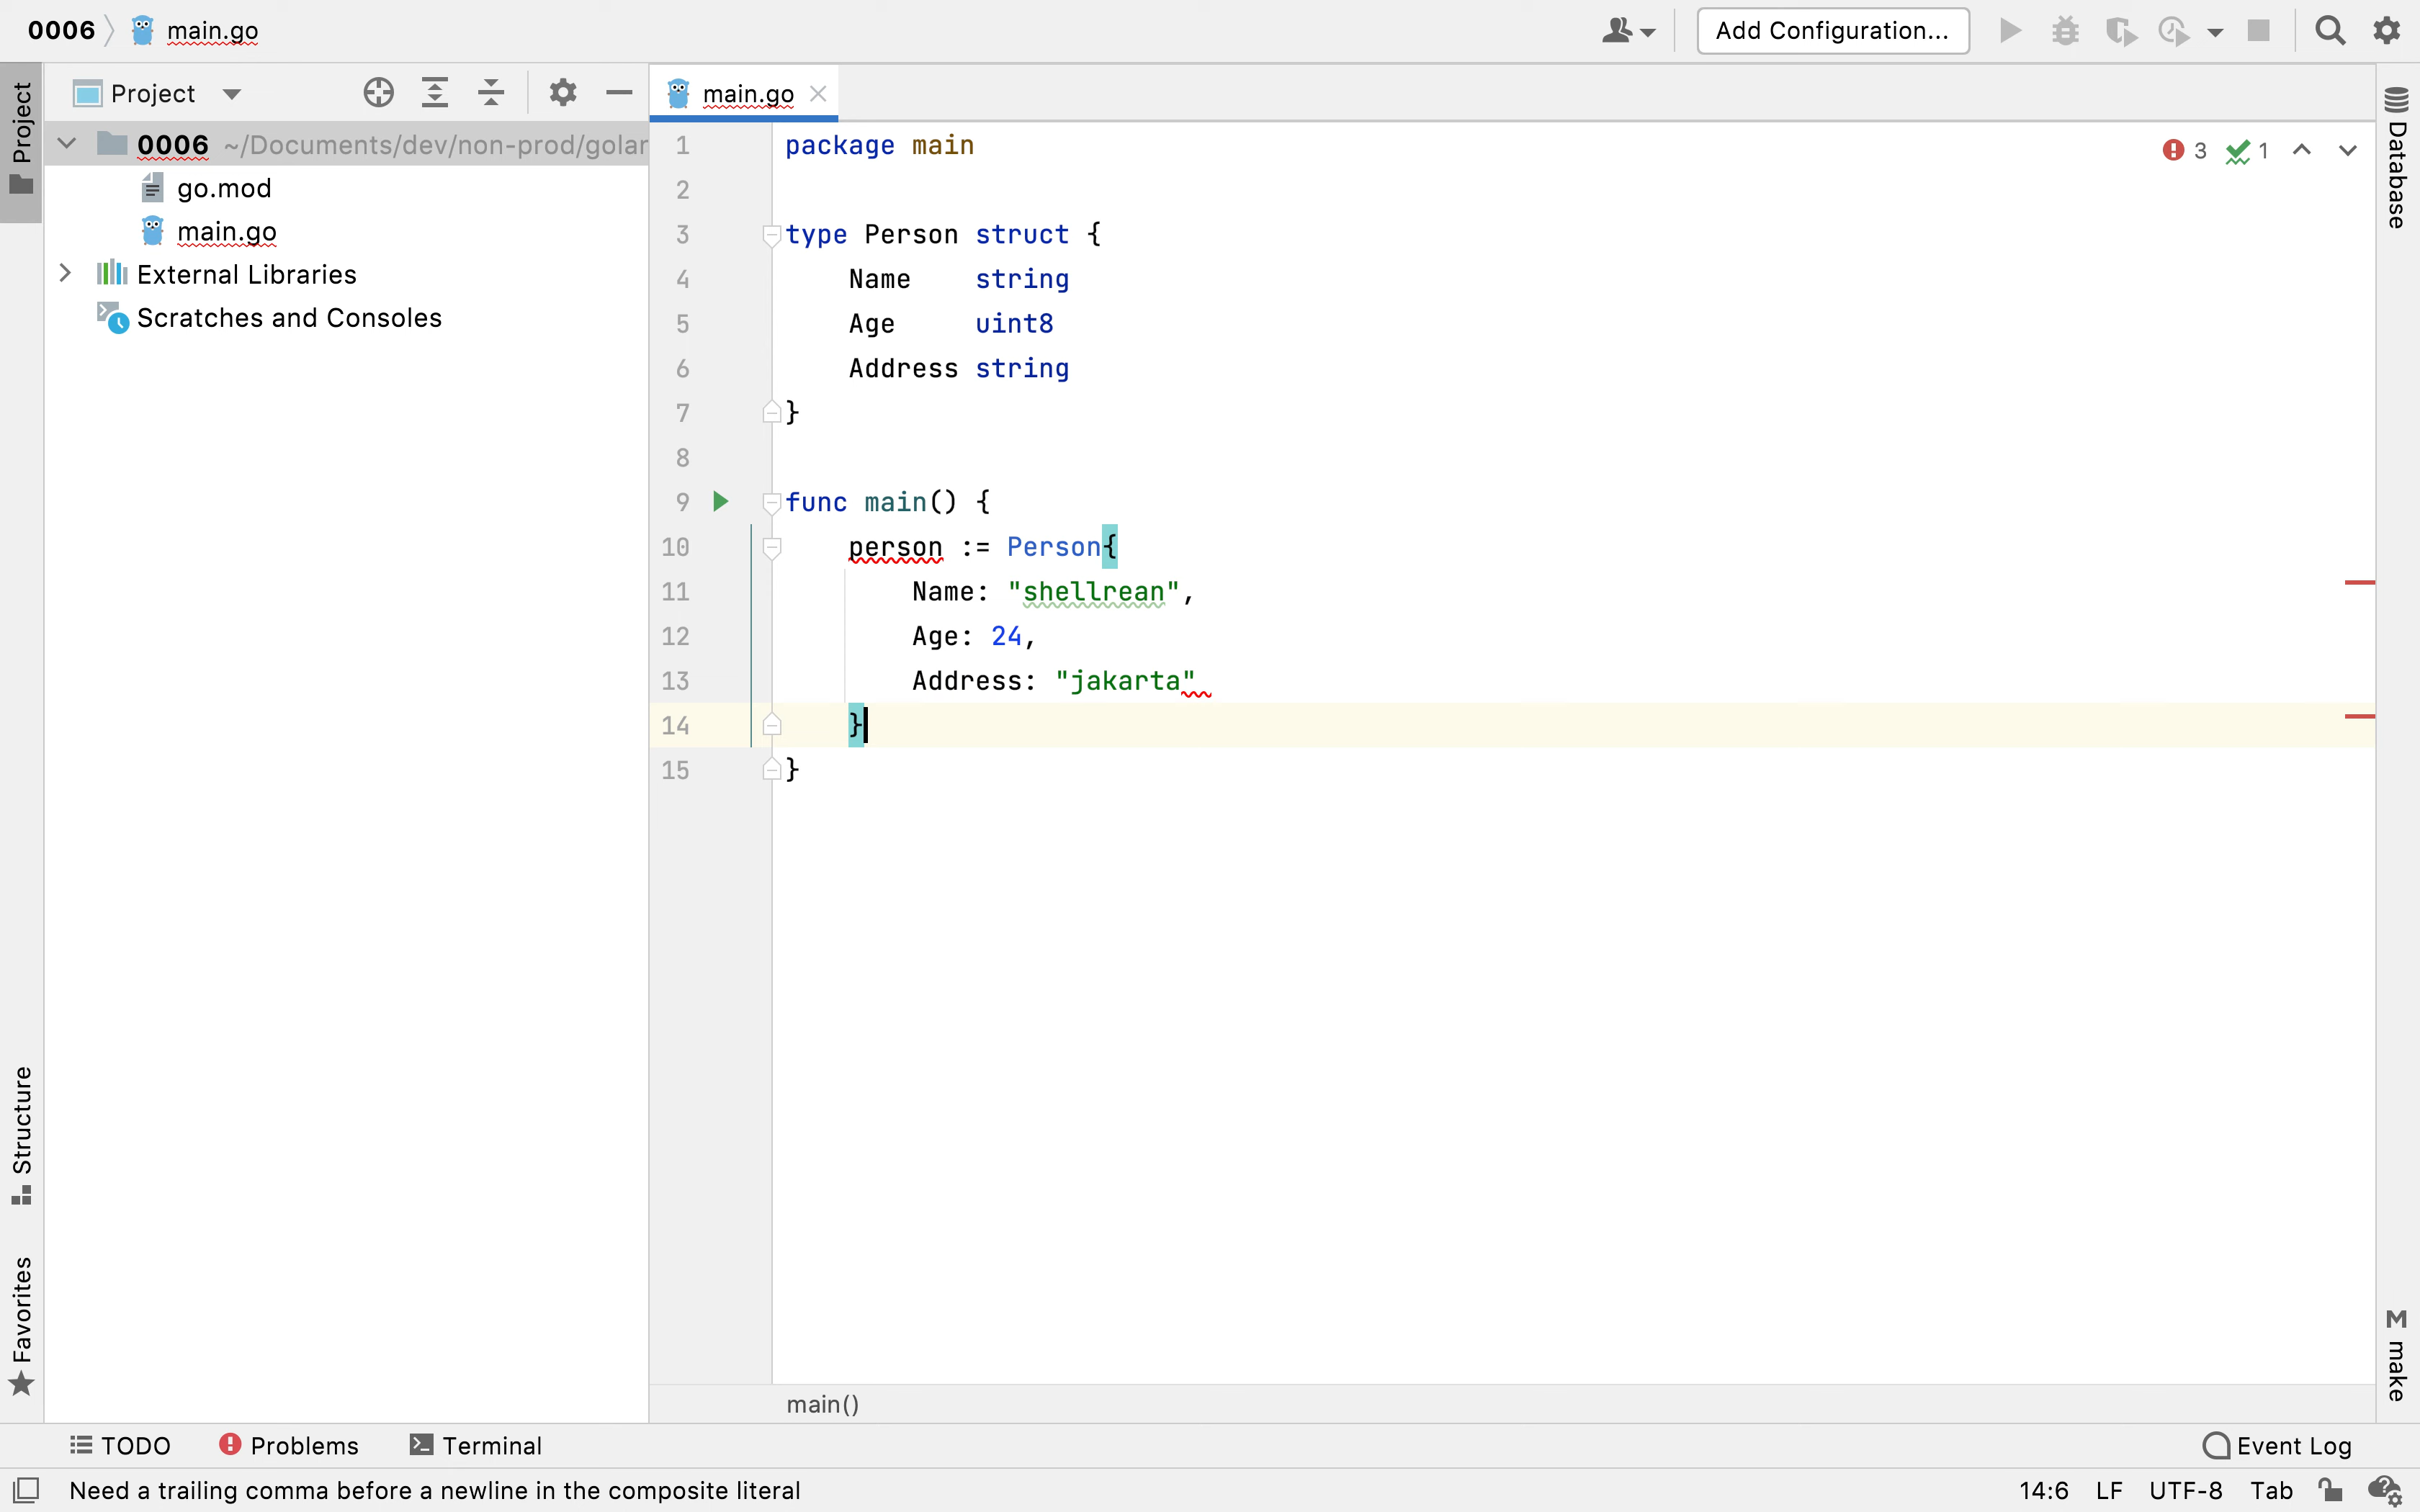 0006 main.go
Add Configuration...
Project
Project
main.go
0006 ~/Documents/dev/non-prod/golar
go.mod
main.go
External Libraries
Scratches and Consoles
1 package main
2
3 type Person struct {
4 Name string
5 Age uint8
6 Address string
7 }
8
9 func main() {
10 person := Person{
11 Name: "shellrean",
12 Age: 24,
13 Address: "jakarta"
14 }
15 }
3 1
Database
make
Structure
Favorites
main()
TODO Problems Terminal
Event Log
Need a trailing comma before a newline in the composite literal
14:6 LF UTF-8 Tab